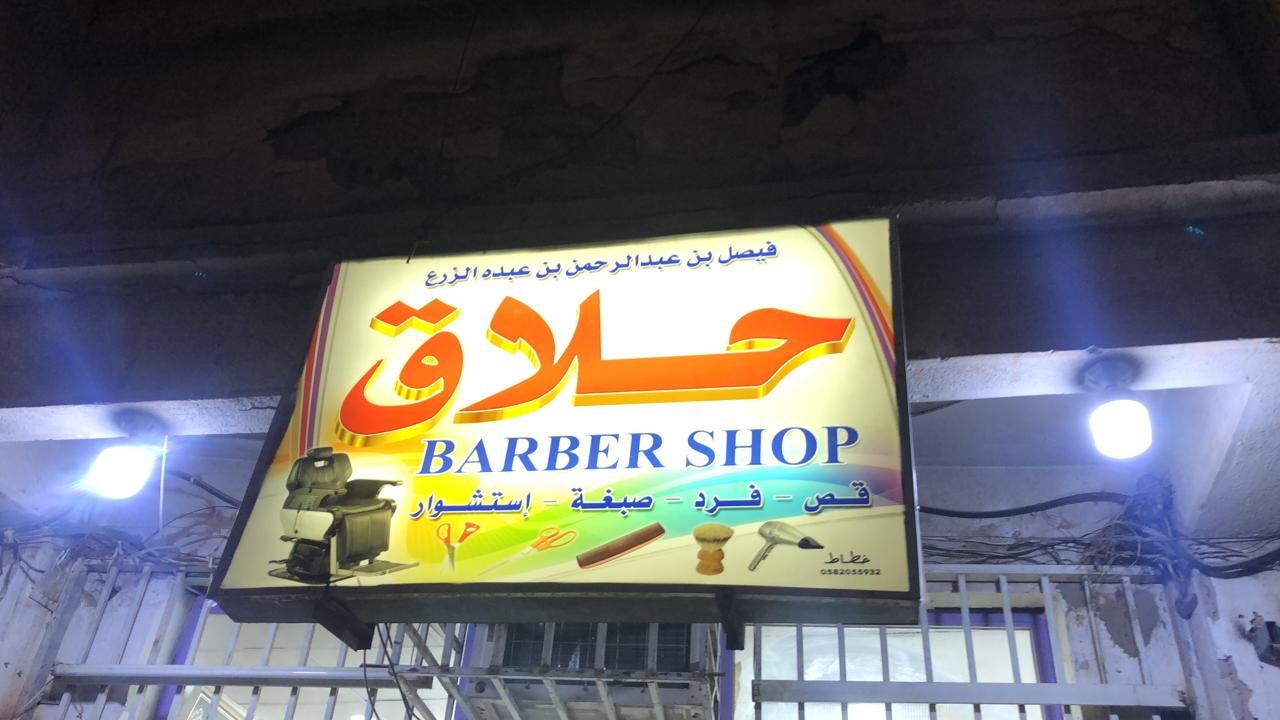 فيصل بن عبدالرحمن بن عبده الزرع
حلاق
BARBER SHOP
قص - فرد - صبغة - إستشوار
خطاط
0582055932